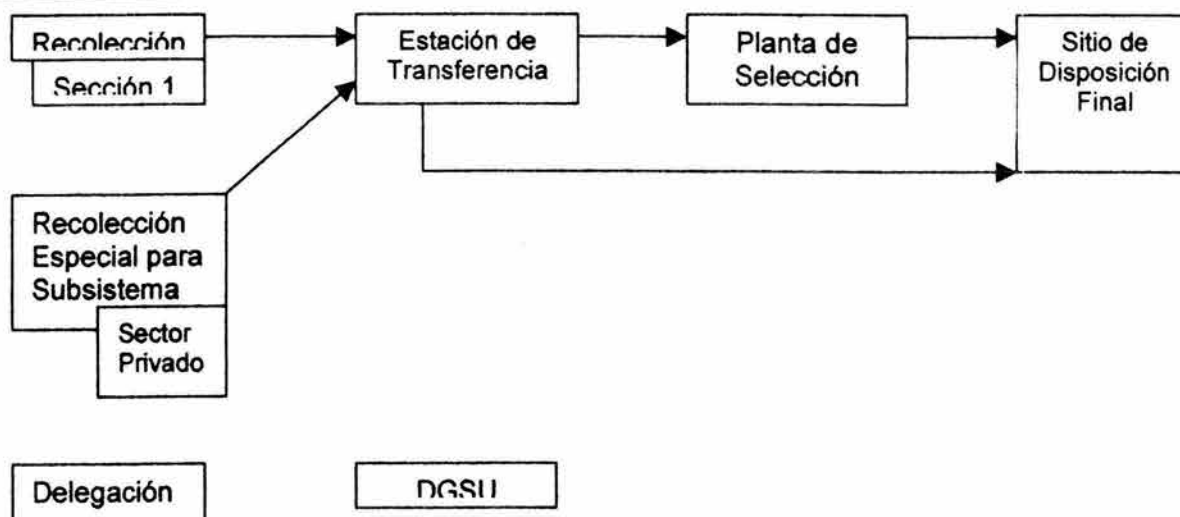 Recolección
Sección 1
Estación de
Transferencia
Planta de
Selección
Sitio de
Disposición
Final
Recolección
Especial para
Subsistema
Sector
Privado
Delegación
DGSU